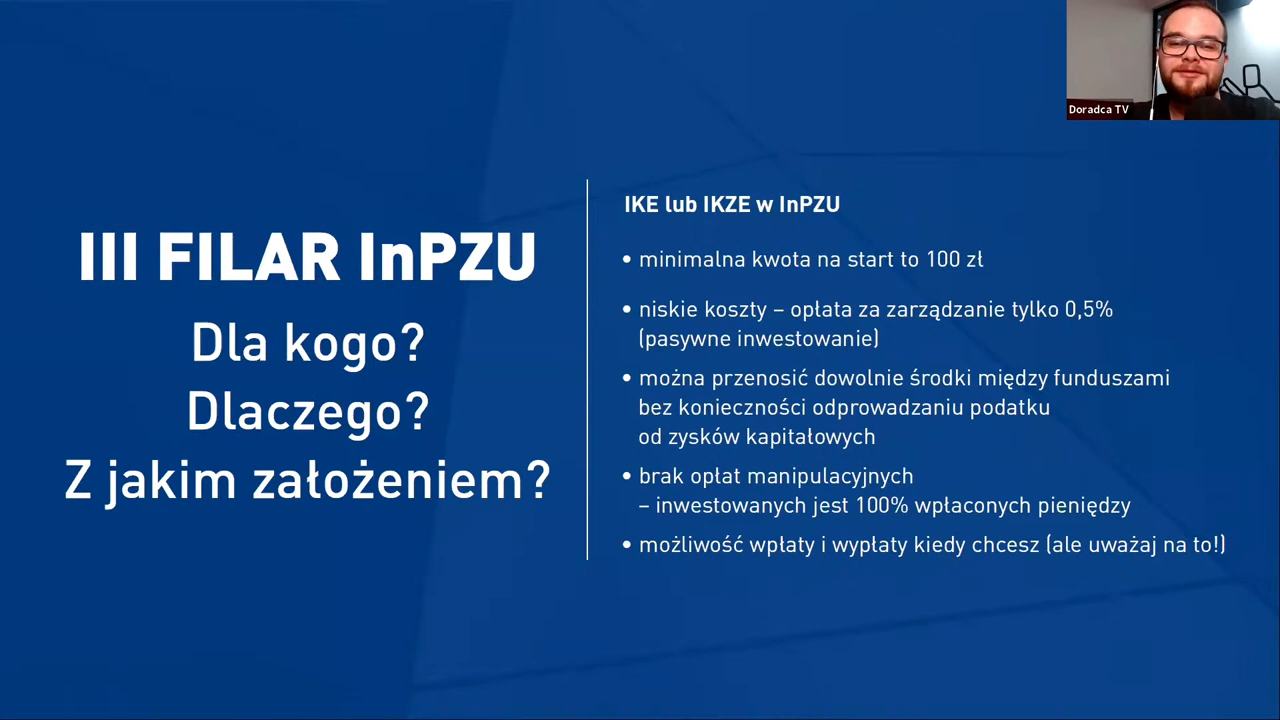 Doradca TV
III FILAR InPZU
Dla kogo?
Dlaczego?
Z jakim założeniem?
IKE lub IKZE w InPZU
• minimalna kwota na start to 100 zł
• niskie koszty – opłata za zarządzanie tylko 0,5%
(pasywne inwestowanie)
• można przenosić dowolnie środki między funduszami
bez konieczności odprowadzaniu podatku
od zysków kapitałowych
• brak opłat manipulacyjnych
– inwestowanych jest 100% wpłaconych pieniędzy
• możliwość wpłaty i wypłaty kiedy chcesz (ale uważaj na to!)